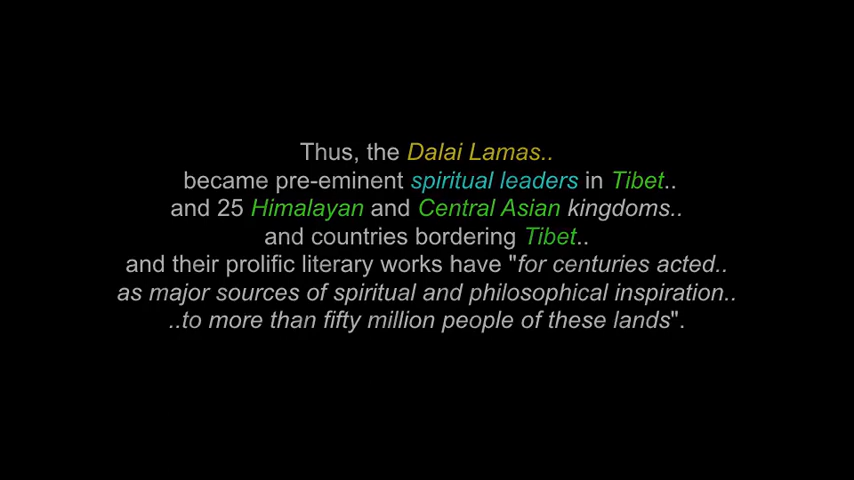 Thus, the Dalai Lamas..
became pre-eminent spiritual leaders in Tibet..
and 25 Himalayan and Central Asian kingdoms..
and countries bordering Tibet..
and their prolific literary works have "for centuries acted..
as major sources of spiritual and philosophical inspiration..
..to more than fifty million people of these lands".